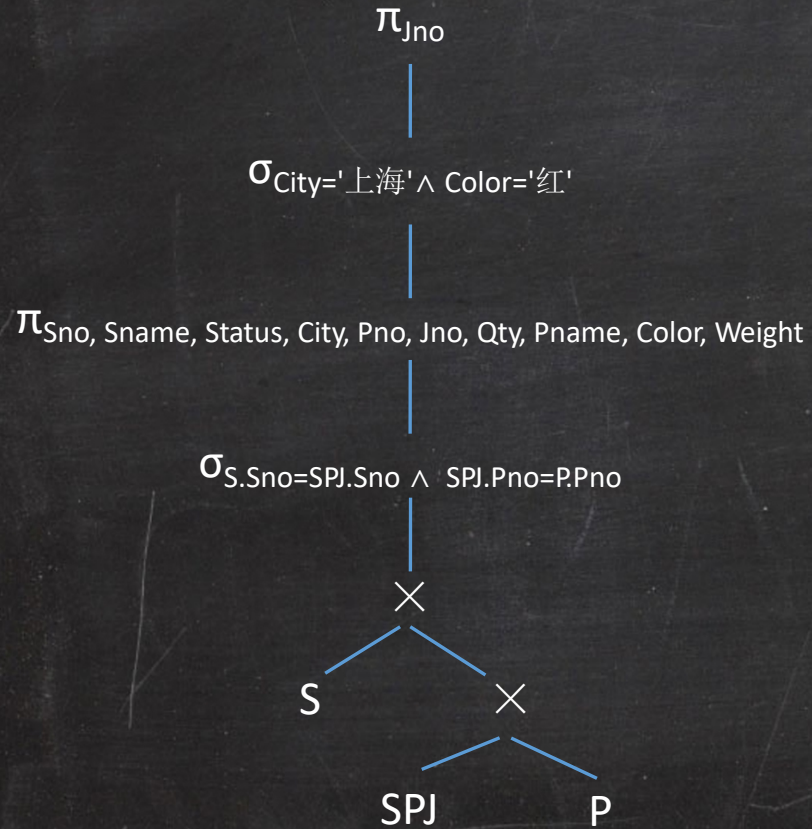 πJno
σCity='上海'∧ Color='红'
πSno, Sname, Status, City, Pno, Jno, Qty, Pname, Color, Weight
σS.Sno=SPJ.Sno ∧ SPJ.Pno=P.Pno
×
S ×
SPJ P